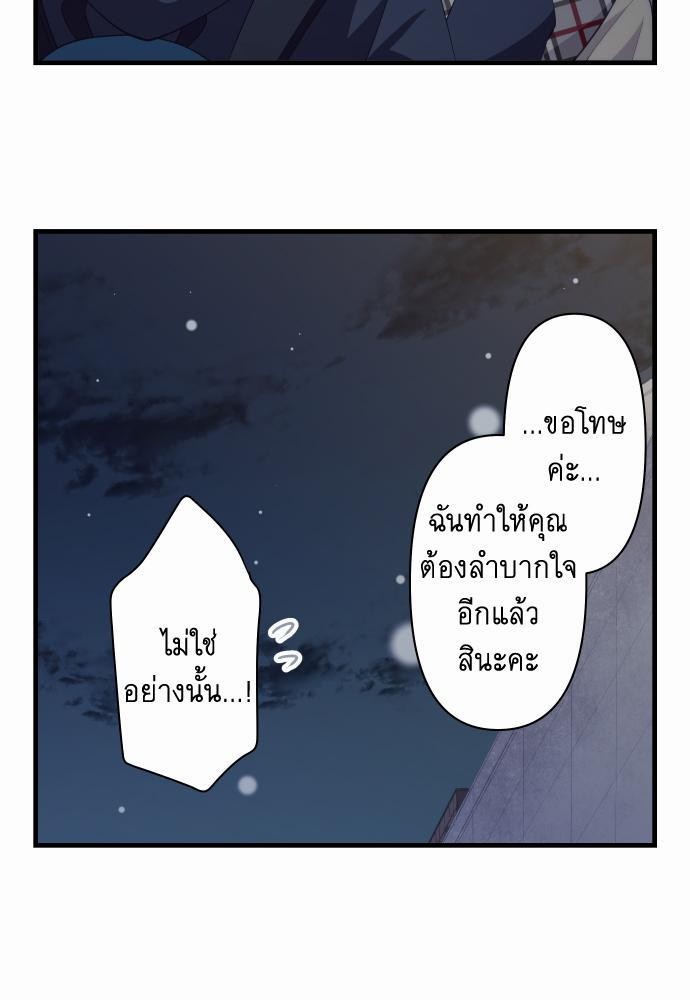 ...ขอโทษ
ค่ะ...
ฉันทำให้คุณ
ต้องลำบากใจ
อีกแล้ว
สินะคะ
ไม่ใช่
อย่างนั้น...!